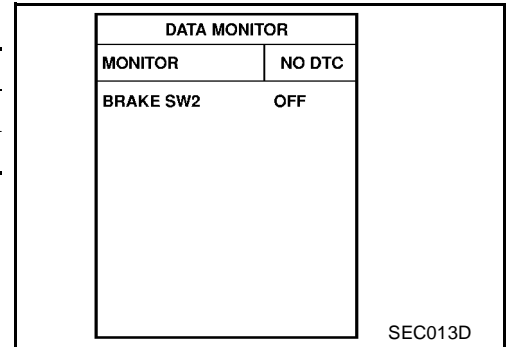 DATA MONITOR
MONITOR NO DTC
BRAKE SW2 OFF
SEC013D